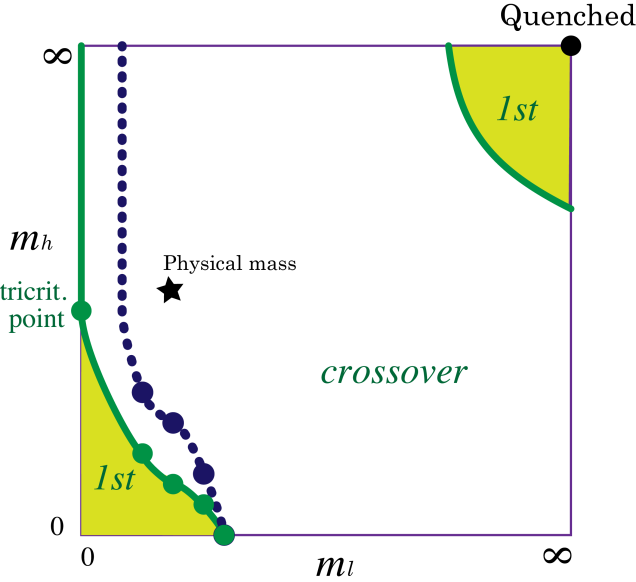 Quenched
∞
1st
mh
Physical mass
tricrit.
point
crossover
1st
0
0
ml
∞